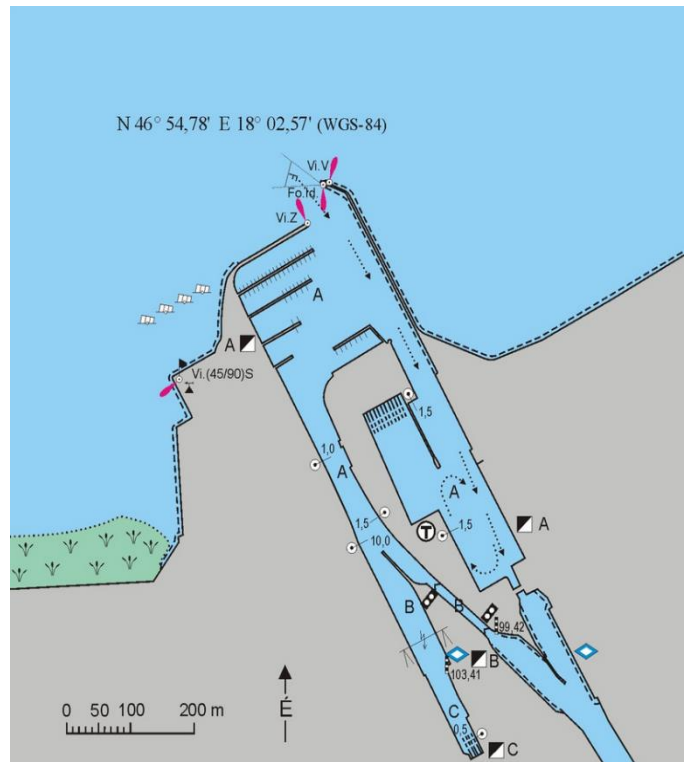 N 46° 54,78' E 18° 02,57' (WGS-84)
Vi.V
F
Fo.rd.
Vi.Z
A
A
Vi.(45/90)S
1,5
1,0
A
A
1,5
T
1,5
A
10,0
B
B
99,42
B
103,41
C
0,5
C
0 50 100 200 m
É